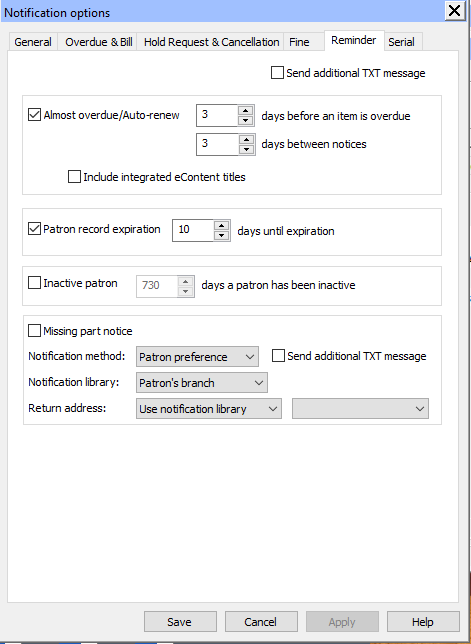 Notification options
General Overdue & Bill Hold Request & Cancellation Fine Reminder Serial
Send additional TXT message
Almost overdue/Auto-renew 3 days before an item is overdue
3 days between notices
Include integrated eContent titles
Patron record expiration 10 days until expiration
Inactive patron 730 days a patron has been inactive
Missing part notice
Notification method: Patron preference Send additional TXT message
Notification library: Patron's branch
Return address: Use notification library
Save Cancel Apply Help